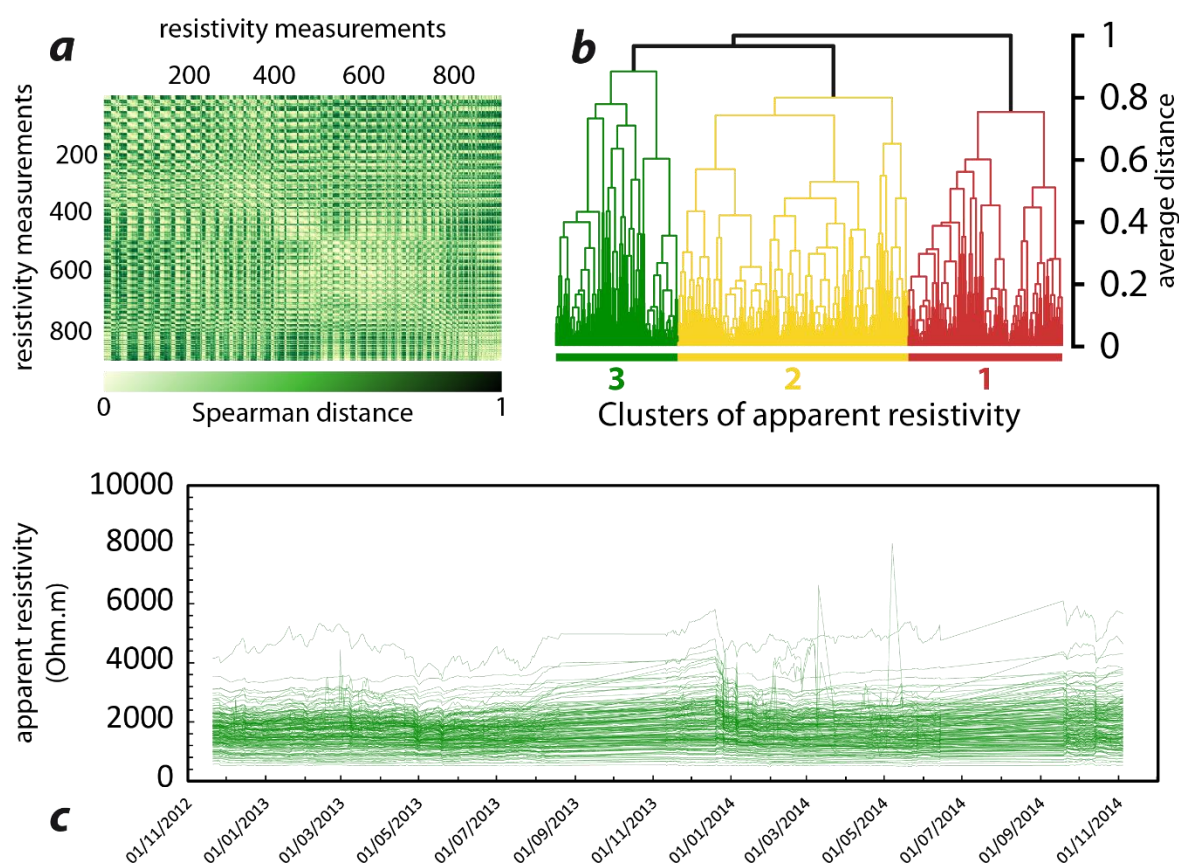 a
resistivity measurements
200 400 600 800
resistivity measurements
200
400
600
800
0 1
Spearman distance
b
1
0.8
0.6
0.4
0.2
0
average distance
3 2 1
Clusters of apparent resistivity
10000
8000
6000
4000
2000
0
apparent resistivity
(Ohm.m)
c
01/11/2012 01/01/2013 01/03/2013 01/05/2013 01/07/2013 01/09/2013 01/11/2013 01/01/2014 01/03/2014 01/05/2014 01/07/2014 01/09/2014 01/11/2014